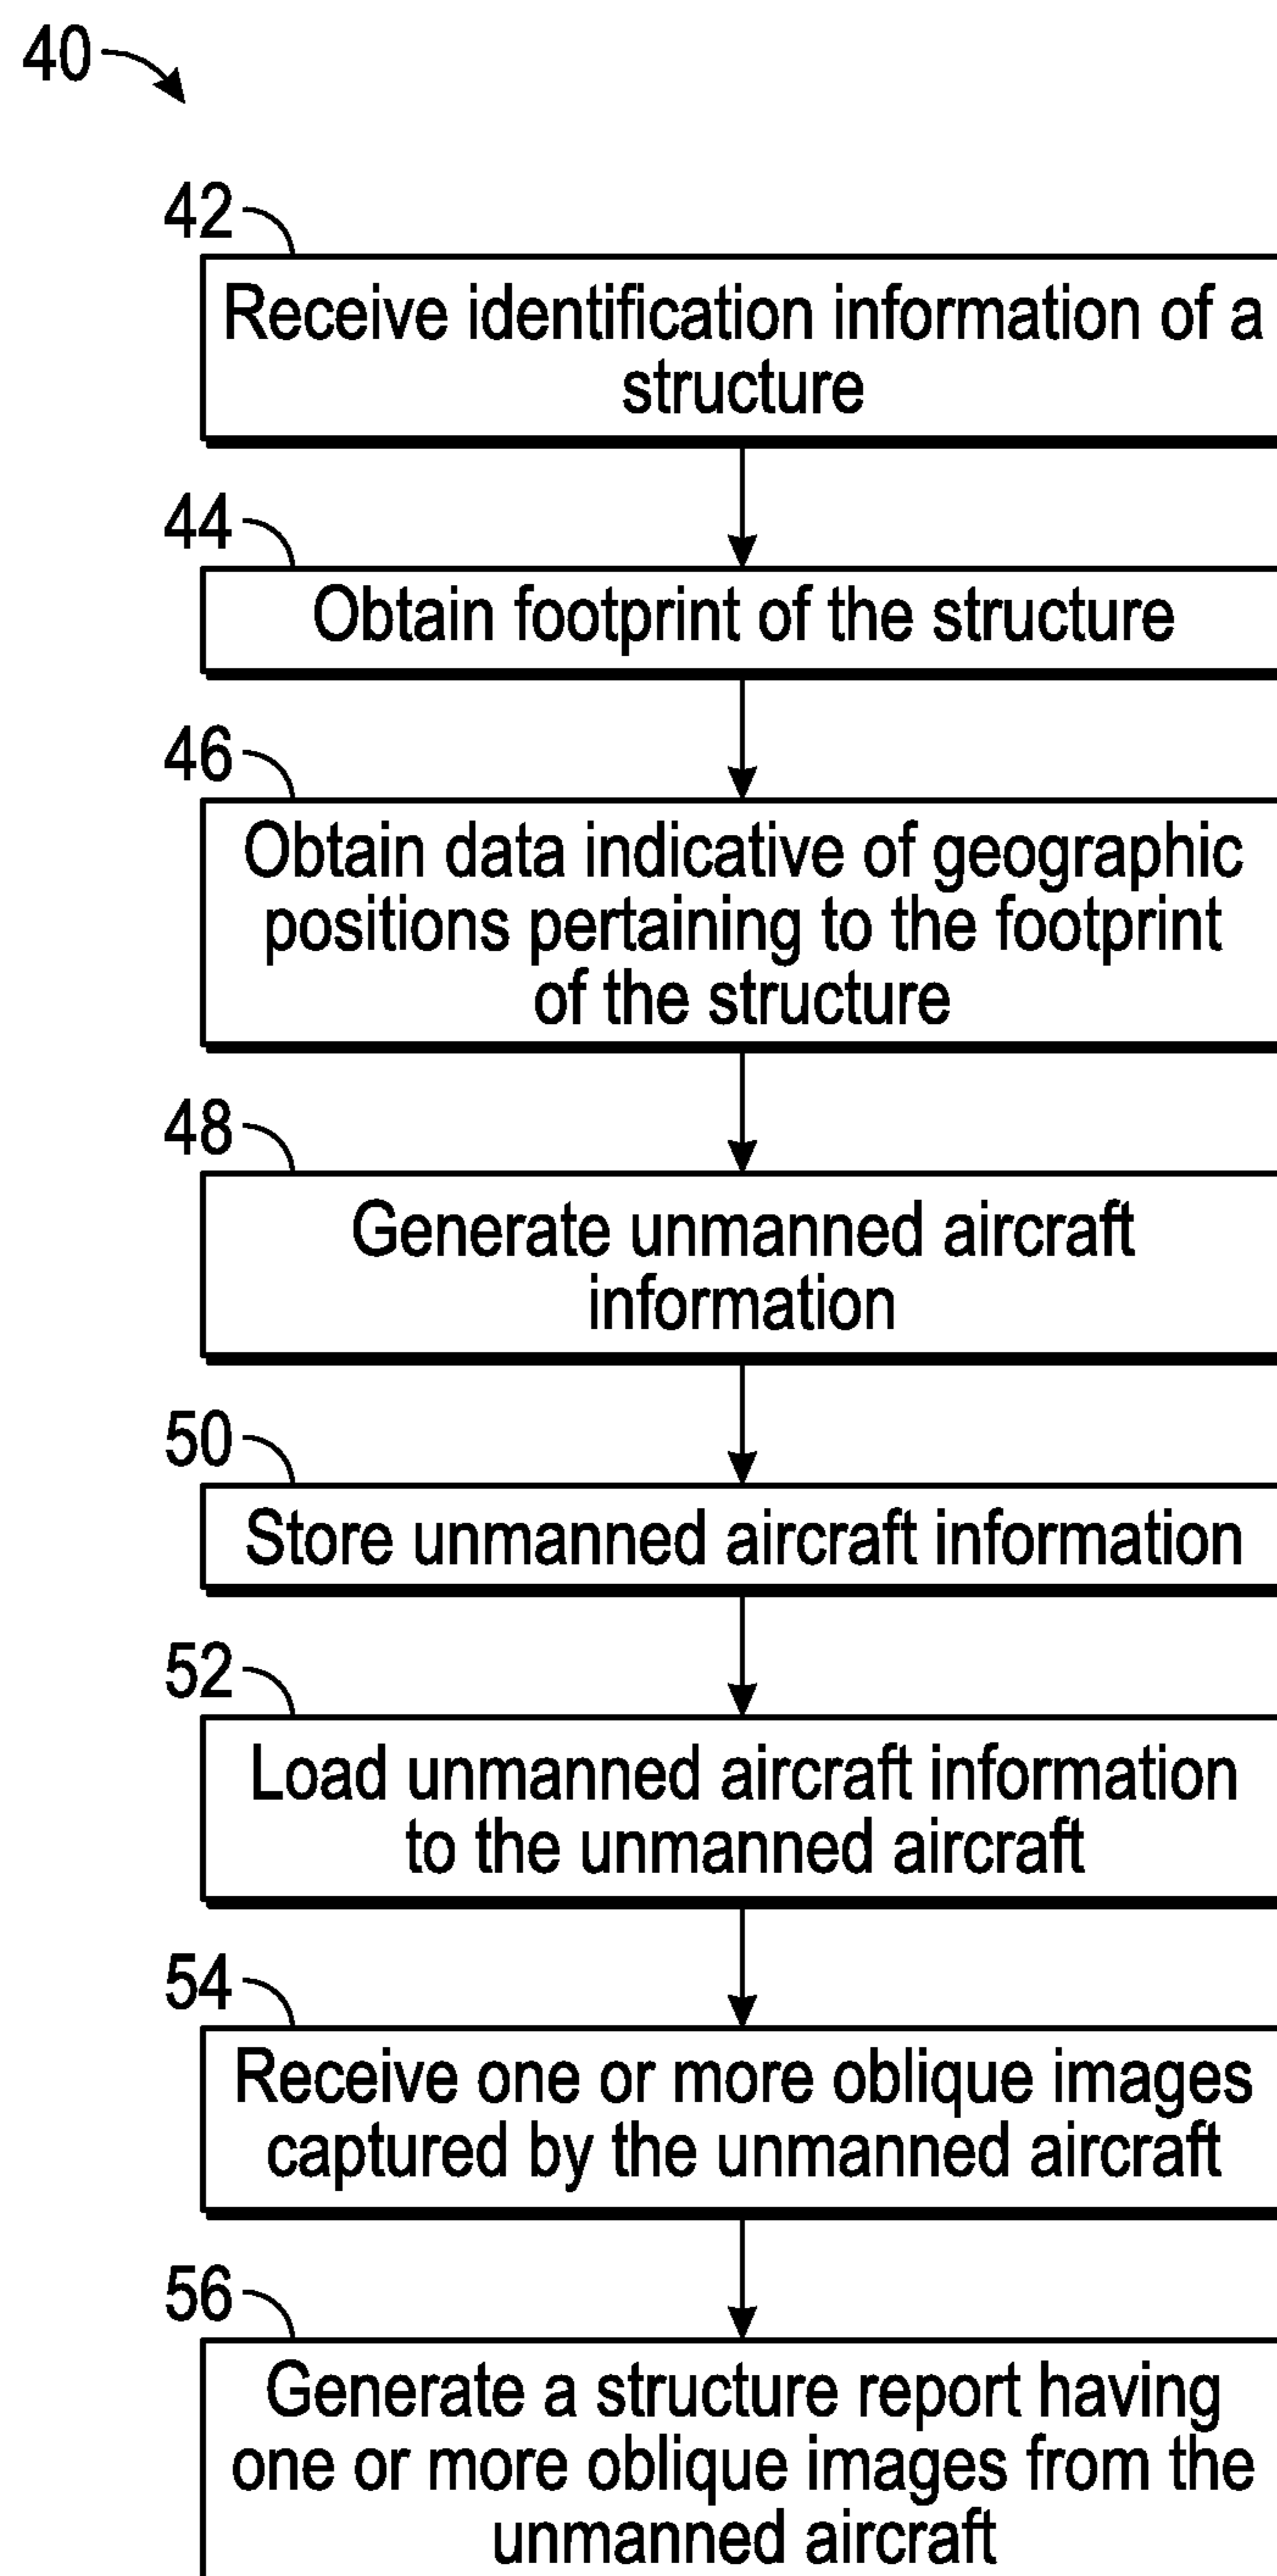 40
42
Receive identification information of a
structure
44
Obtain footprint of the structure
46
Obtain data indicative of geographic
positions pertaining to the footprint
of the structure
48
Generate unmanned aircraft
information
50
Store unmanned aircraft information
52
Load unmanned aircraft information
to the unmanned aircraft
54
Receive one or more oblique images
captured by the unmanned aircraft
56
Generate a structure report having
one or more oblique images from the
unmanned aircraft